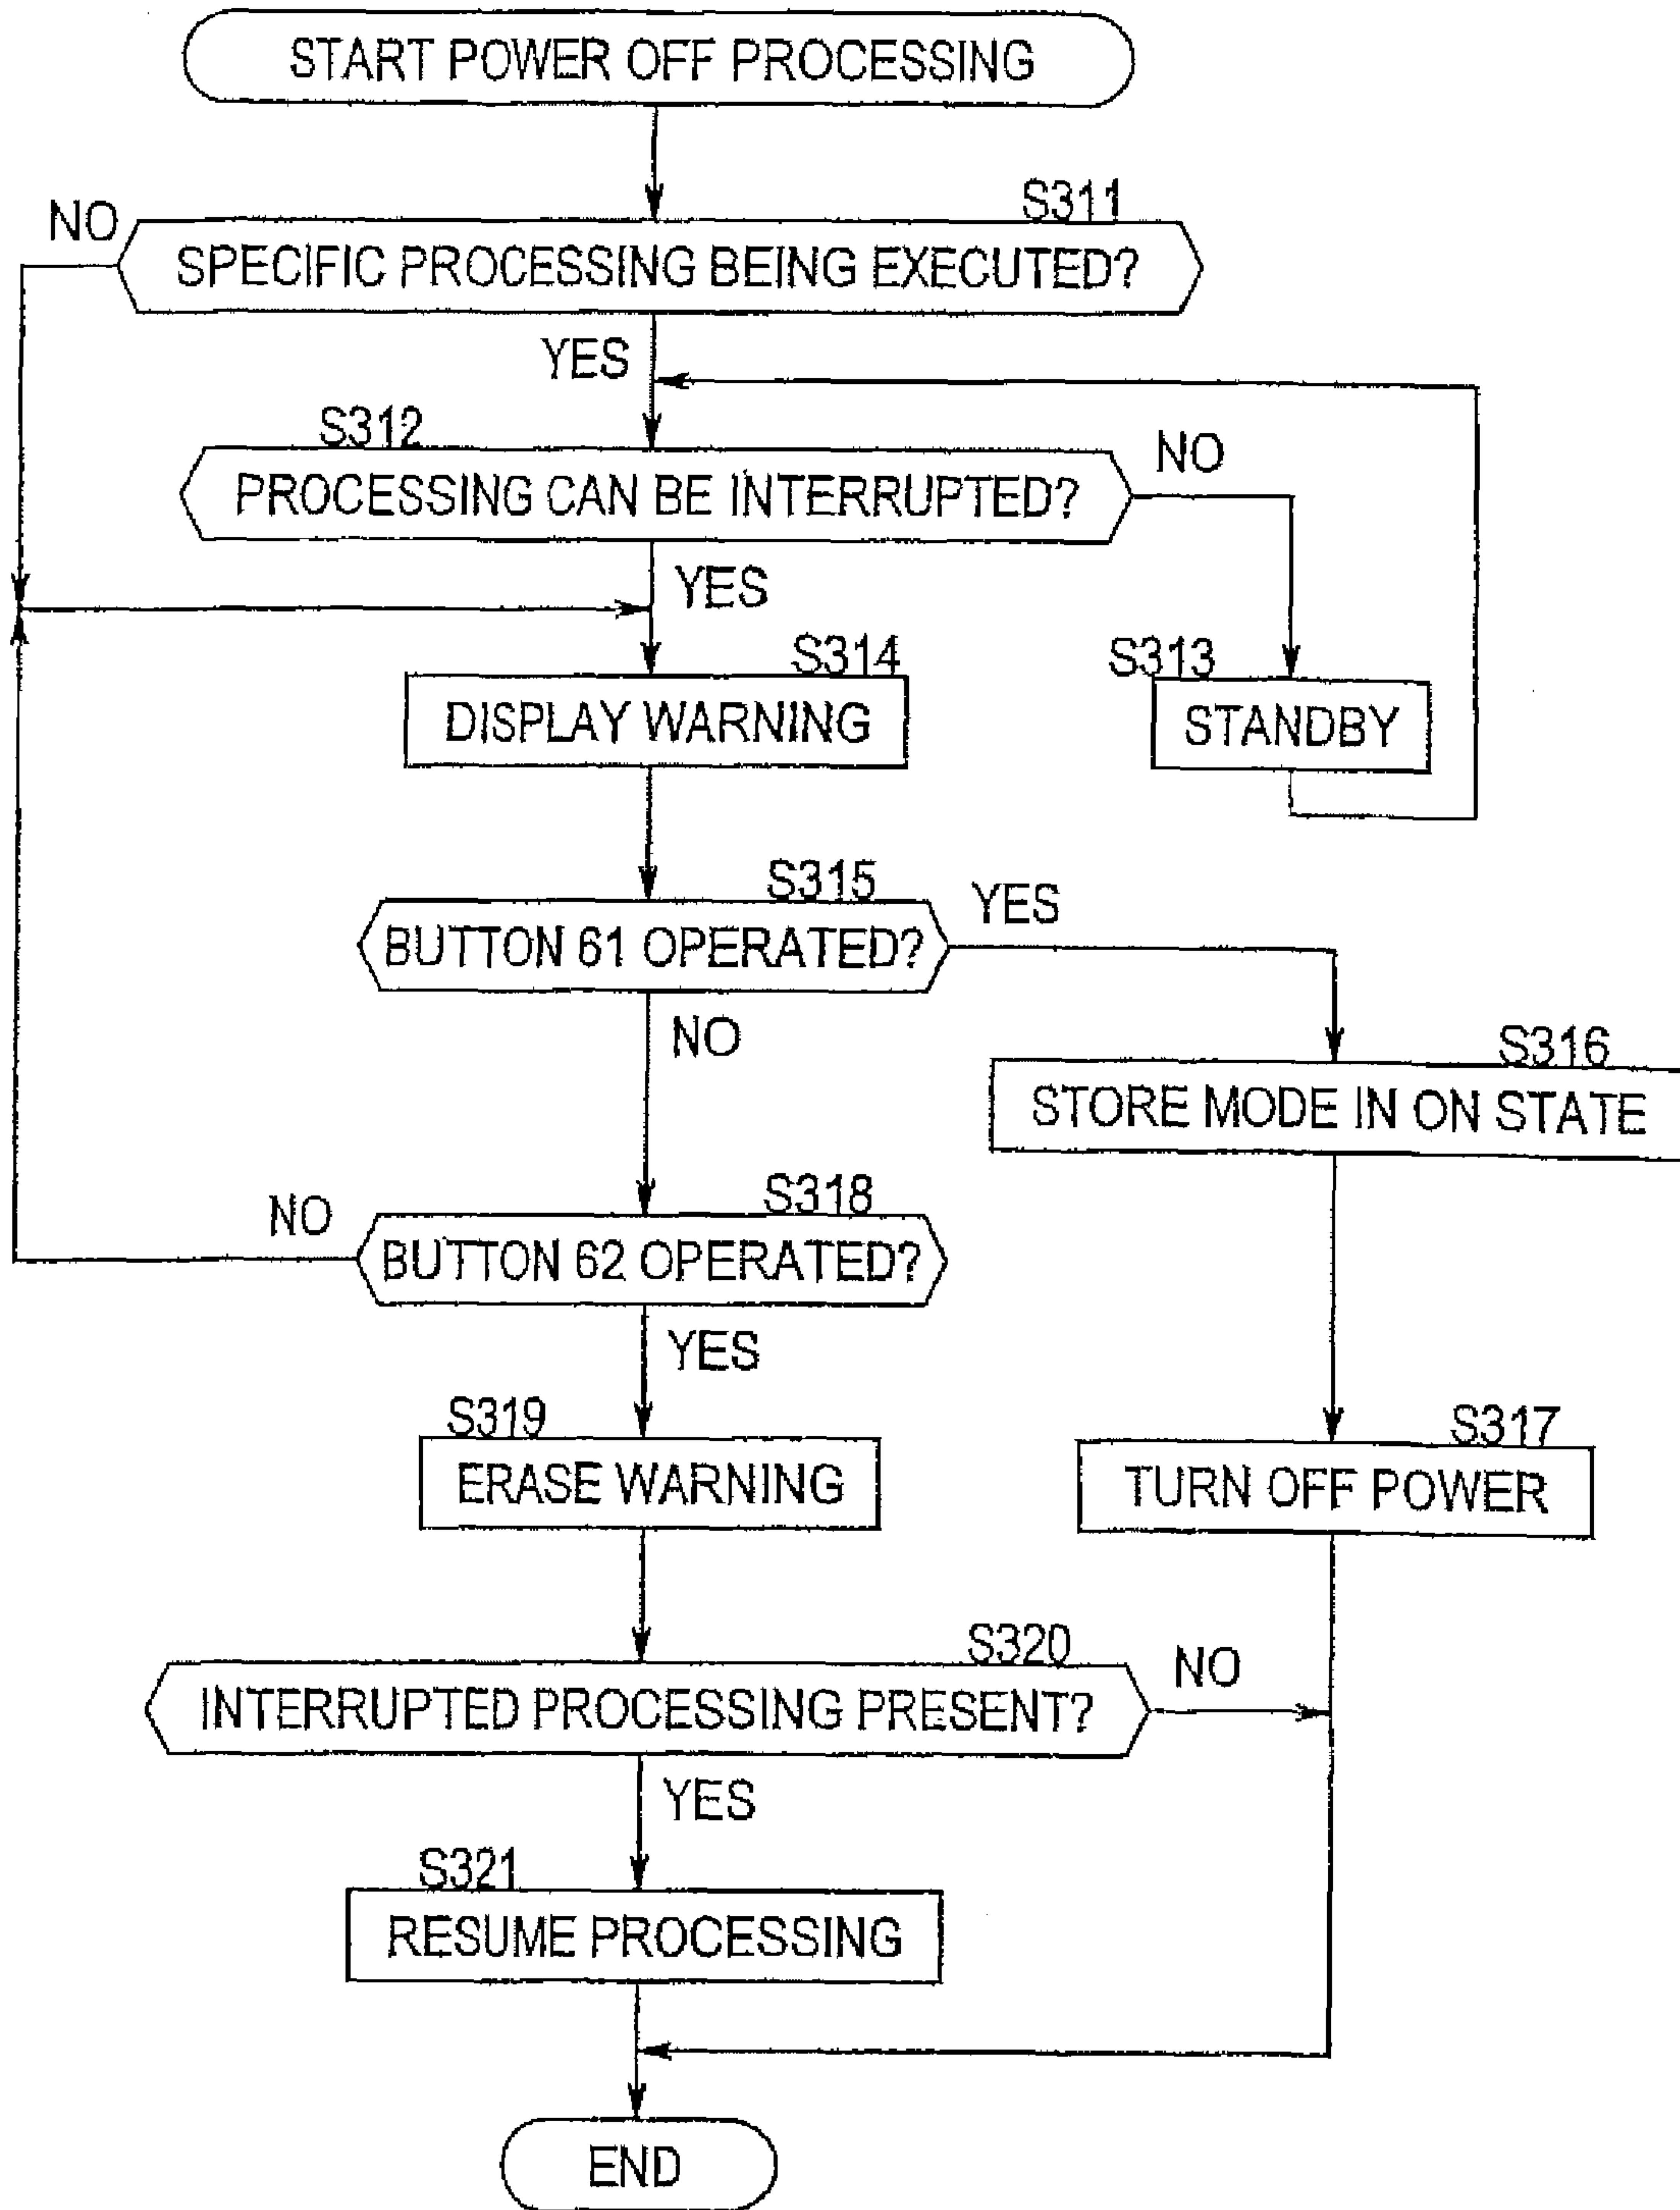 START POWER OFF PROCESSING
S311
NO
SPECIFIC PROCESSING BEING EXECUTED?
YES
S312
NO
PROCESSING CAN BE INTERRUPTED?
YES
S314
S313
DISPLAY WARNING
STANDBY
S315
YES
BUTTON 61 OPERATED?
NO
S316
STORE MODE IN ON STATE
S318
NO
BUTTON 62 OPERATED?
YES
S319
S317
ERASE WARNING
TURN OFF POWER
S320
NO
INTERRUPTED PROCESSING PRESENT?
YES
S321
RESUME PROCESSING
END